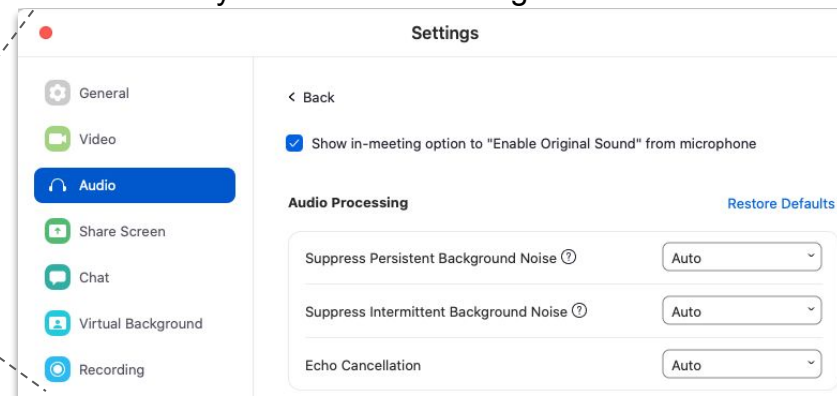 Settings
General
< Back
Video
Show in-meeting option to "Enable Original Sound" from microphone
Audio
Audio Processing
Restore Defaults
Share Screen
Suppress Persistent Background Noise ? Auto
Chat
Suppress Intermittent Background Noise ? Auto
Virtual Background
Echo Cancellation Auto
Recording